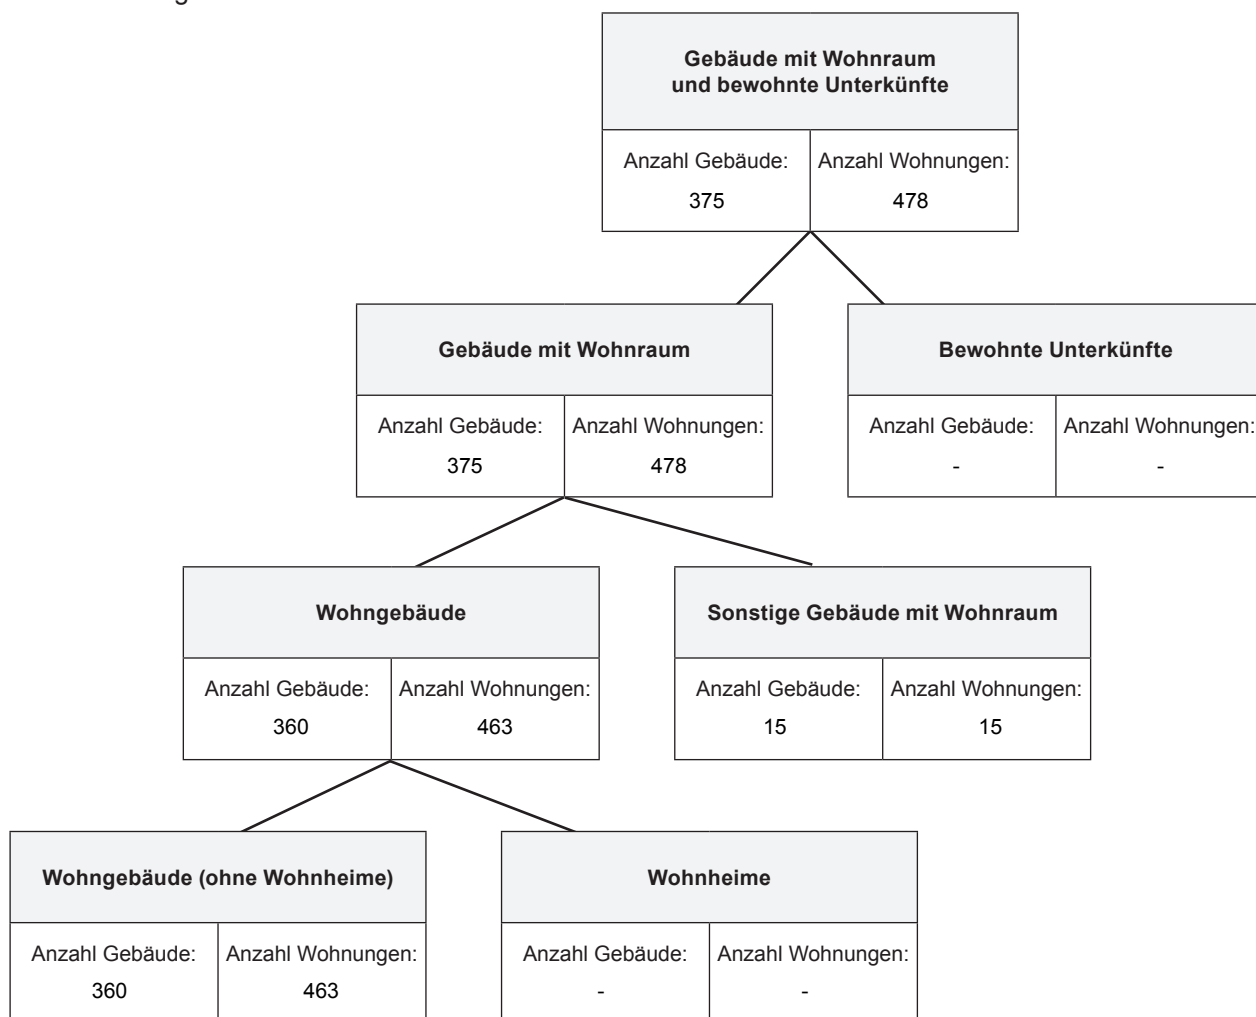 Gebäude mit Wohnraum
und bewohnte Unterkünfte
Anzahl Gebäude: Anzahl Wohnungen:
375 478
Gebäude mit Wohnraum
Anzahl Gebäude: Anzahl Wohnungen:
375 478
Bewohnte Unterkünfte
Anzahl Gebäude: Anzahl Wohnungen:
- -
Wohngebäude
Anzahl Gebäude: Anzahl Wohnungen:
360 463
Sonstige Gebäude mit Wohnraum
Anzahl Gebäude: Anzahl Wohnungen:
15 15
Wohngebäude (ohne Wohnheime)
Anzahl Gebäude: Anzahl Wohnungen:
360 463
Wohnheime
Anzahl Gebäude: Anzahl Wohnungen:
- -